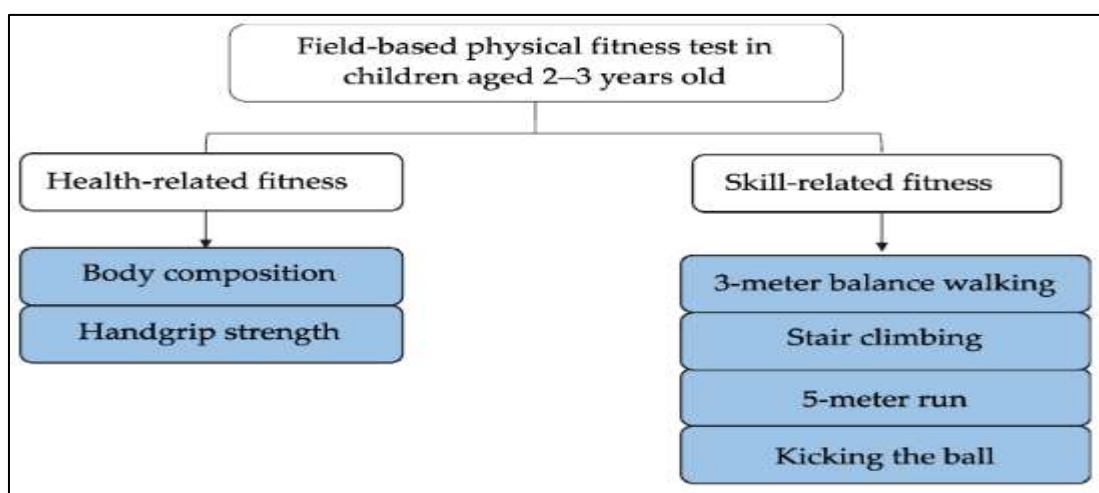 Field-based physical fitness test in
children aged 2–3 years old
Health-related fitness
Skill-related fitness
Body composition
Handgrip strength
3-meter balance walking
Stair climbing
5-meter run
Kicking the ball